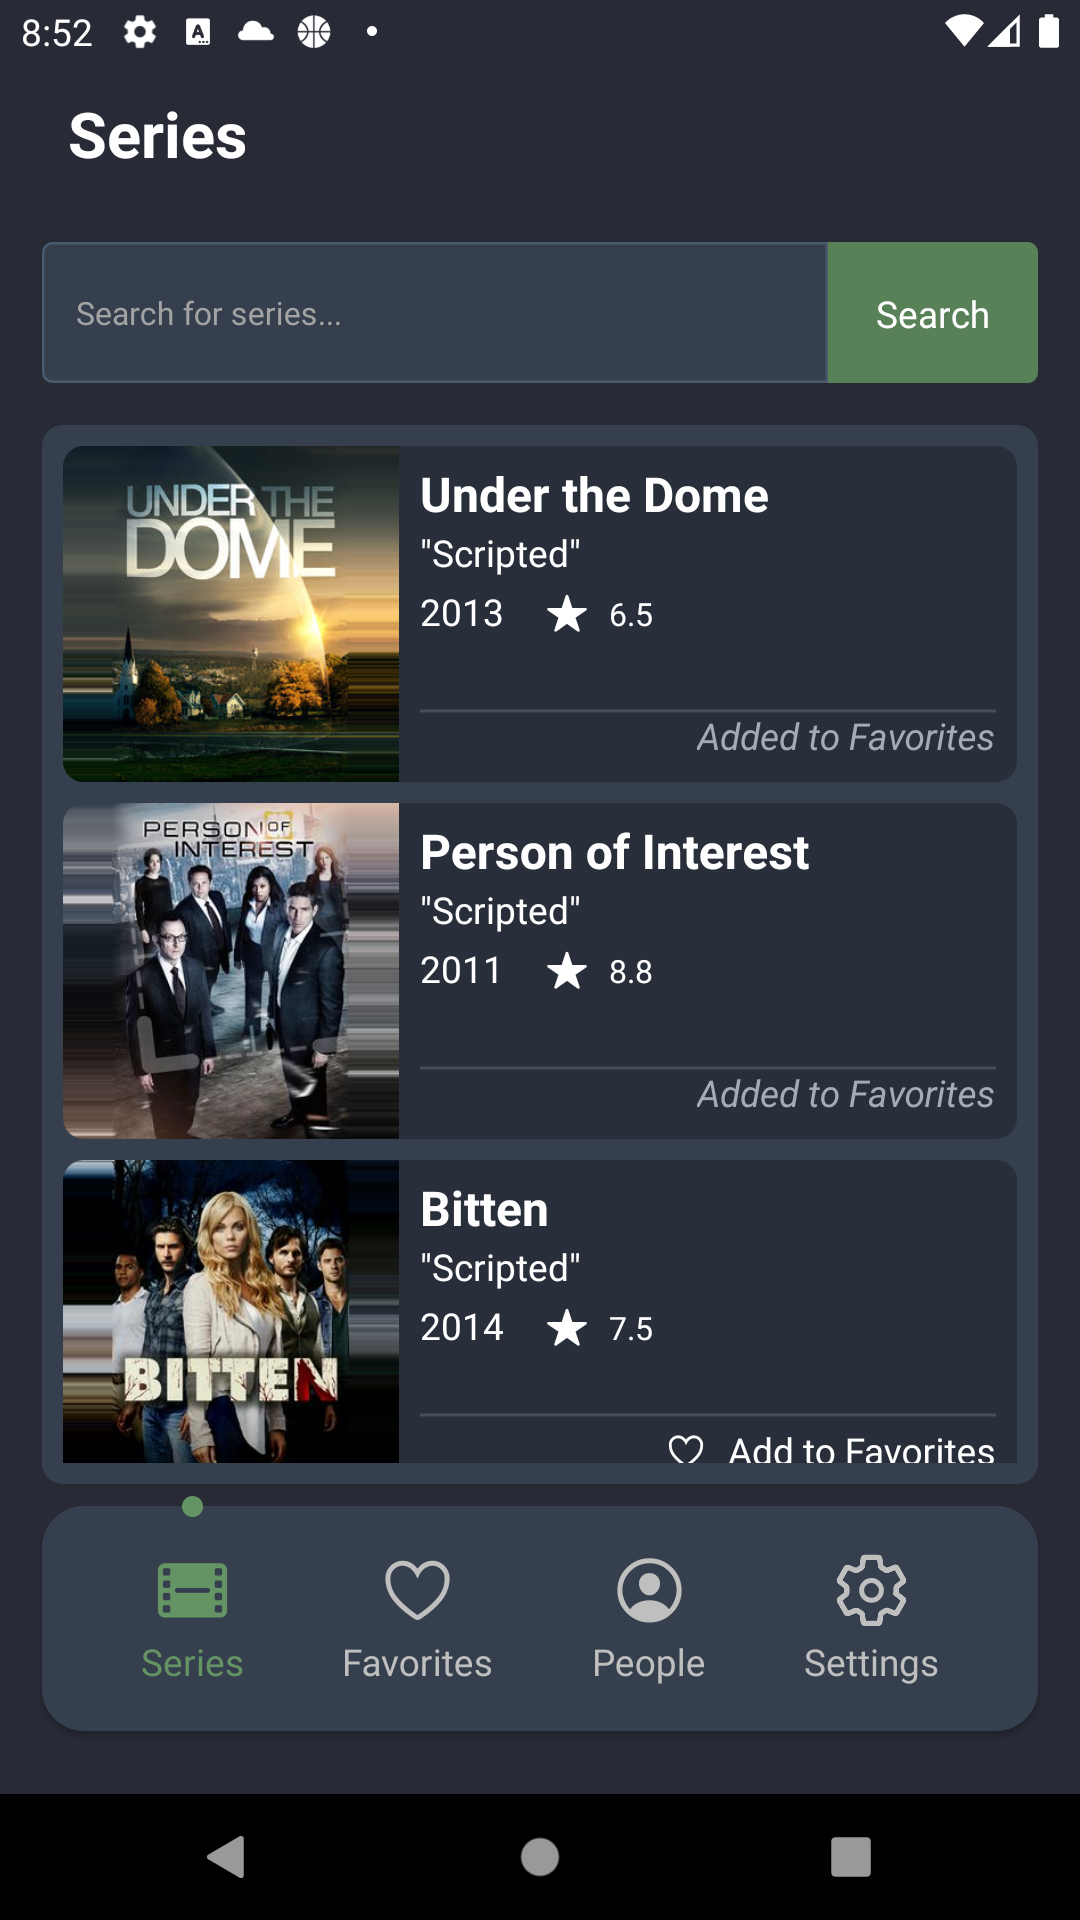 8:52
Series
Search for series...
Search
UNDER THE
DOME
Under the Dome
"Scripted"
2013
6.5
Added to Favorites
PERSON OF
INTEREST
Person of Interest
"Scripted"
2011
8.8
Added to Favorites
BITTEN
Bitten
"Scripted"
2014
7.5
Add to Favorites
Series
Favorites
People
Settings